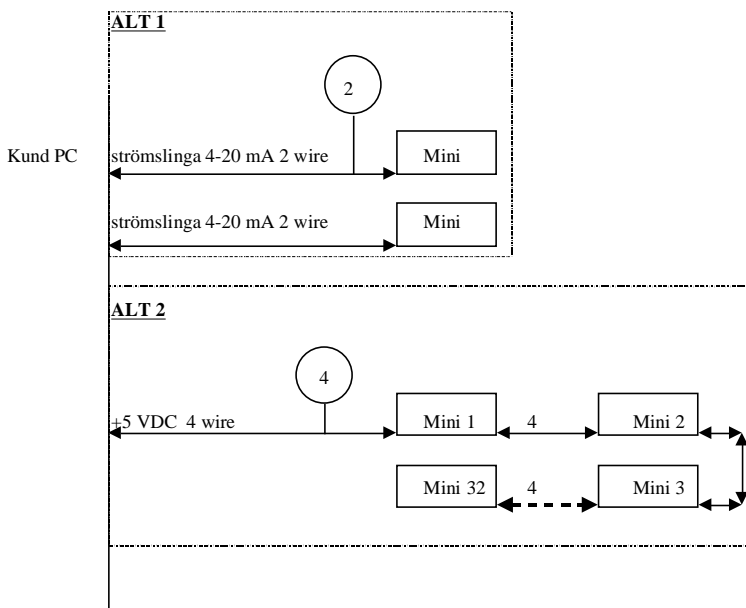 ALT 1
2
Kund PC
strömslinga 4-20 mA 2 wire
Mini
strömslinga 4-20 mA 2 wire
Mini
ALT 2
4
+5 VDC 4 wire
Mini 1
4
Mini 2
Mini 32
4
Mini 3